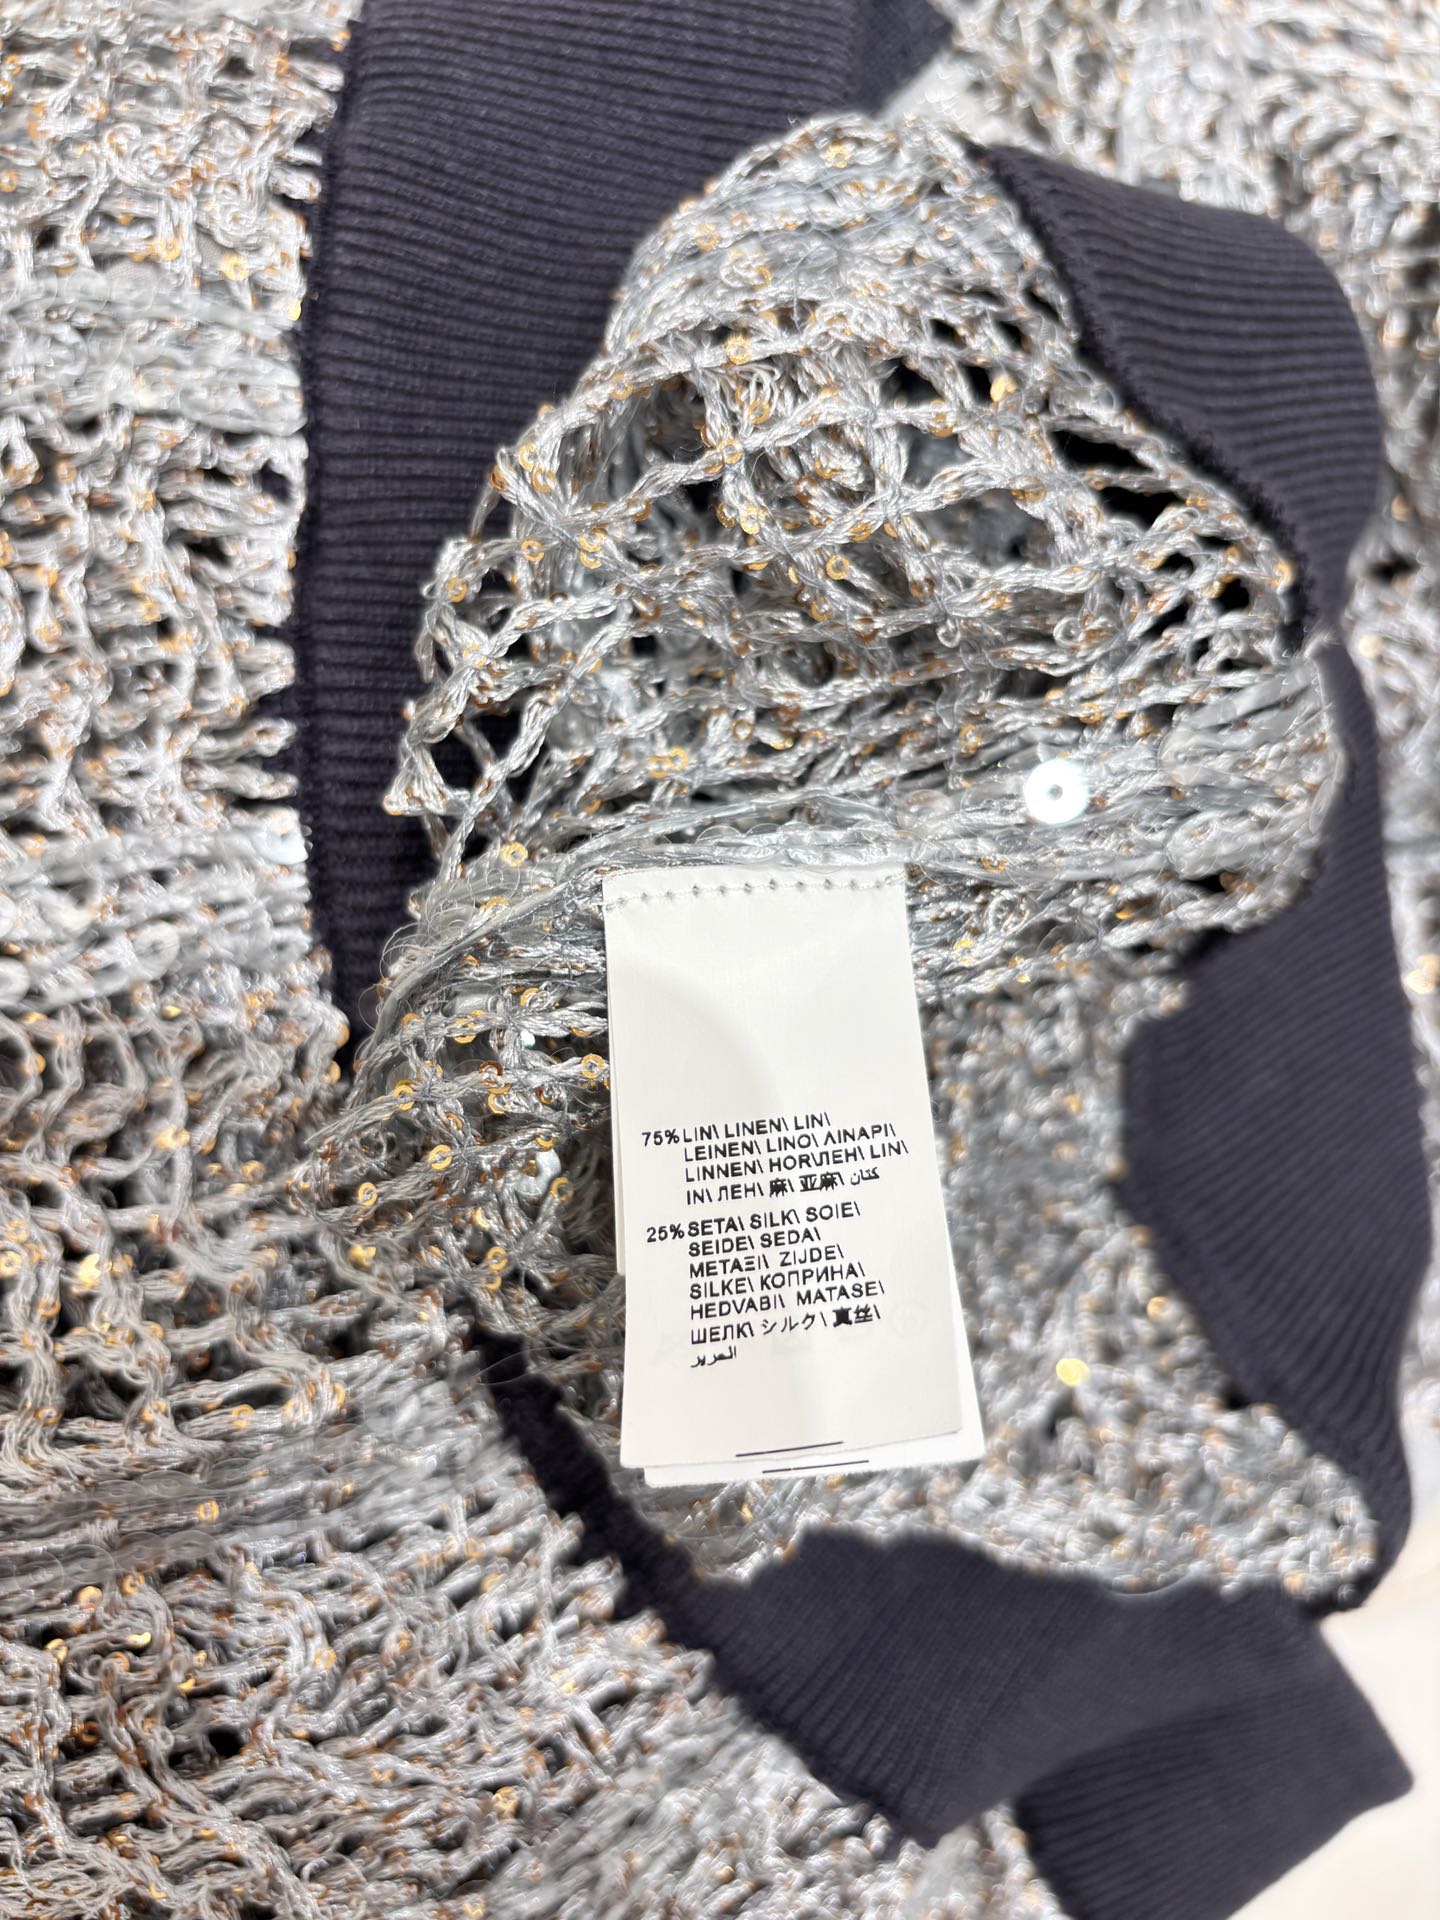 75% LIN\ LINEN\ LIN\
LEINEN\ LINO\ ΛΙΝΑΡΙ\
LINNEN\ HOR\ЛЕН\ LIN\
IN\ ЛЕН\ 麻\ 亚麻\ كتان
25% SETA\ SILK\ SOIE\
SEIDE\ SEDA\
ΜΕΤΑΞΙ\ ZIJDE\
SILKE\ КОПРИНА\
HEDVABI\ MATASE\
ШЕЛК\ シルク\ 真丝\
الحرير